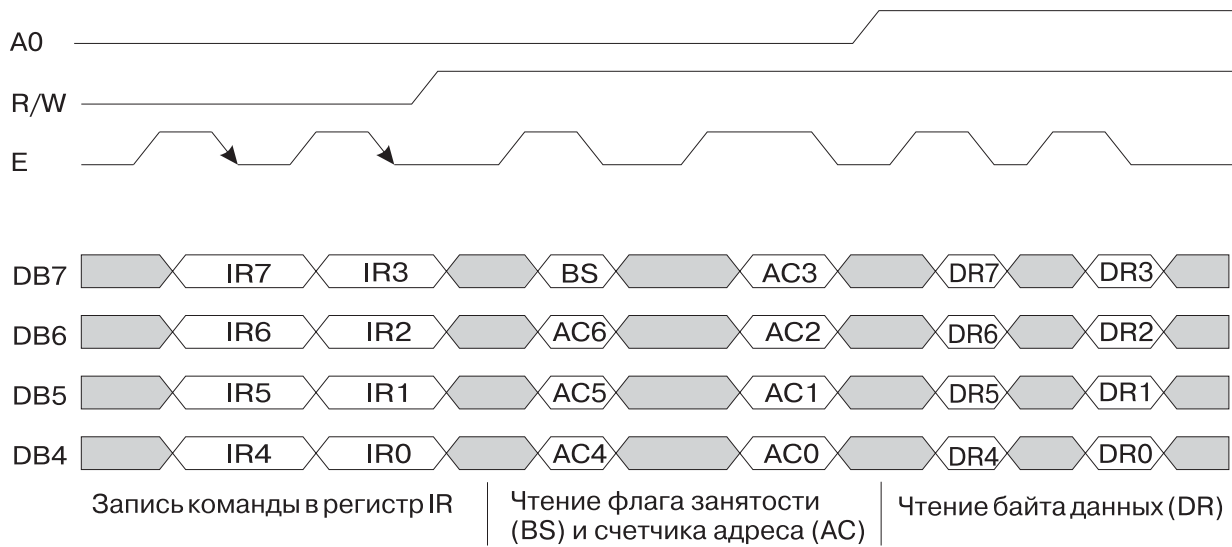 A0
R/W
E
DB7 IR7 IR3 BS AC3 DR7 DR3
DB6 IR6 IR2 AC6 AC2 DR6 DR2
DB5 IR5 IR1 AC5 AC1 DR5 DR1
DB4 IR4 IR0 AC4 AC0 DR4 DR0
Запись команды в регистр IR
Чтение флага занятости
(BS) и счетчика адреса (AC)
Чтение байта данных (DR)